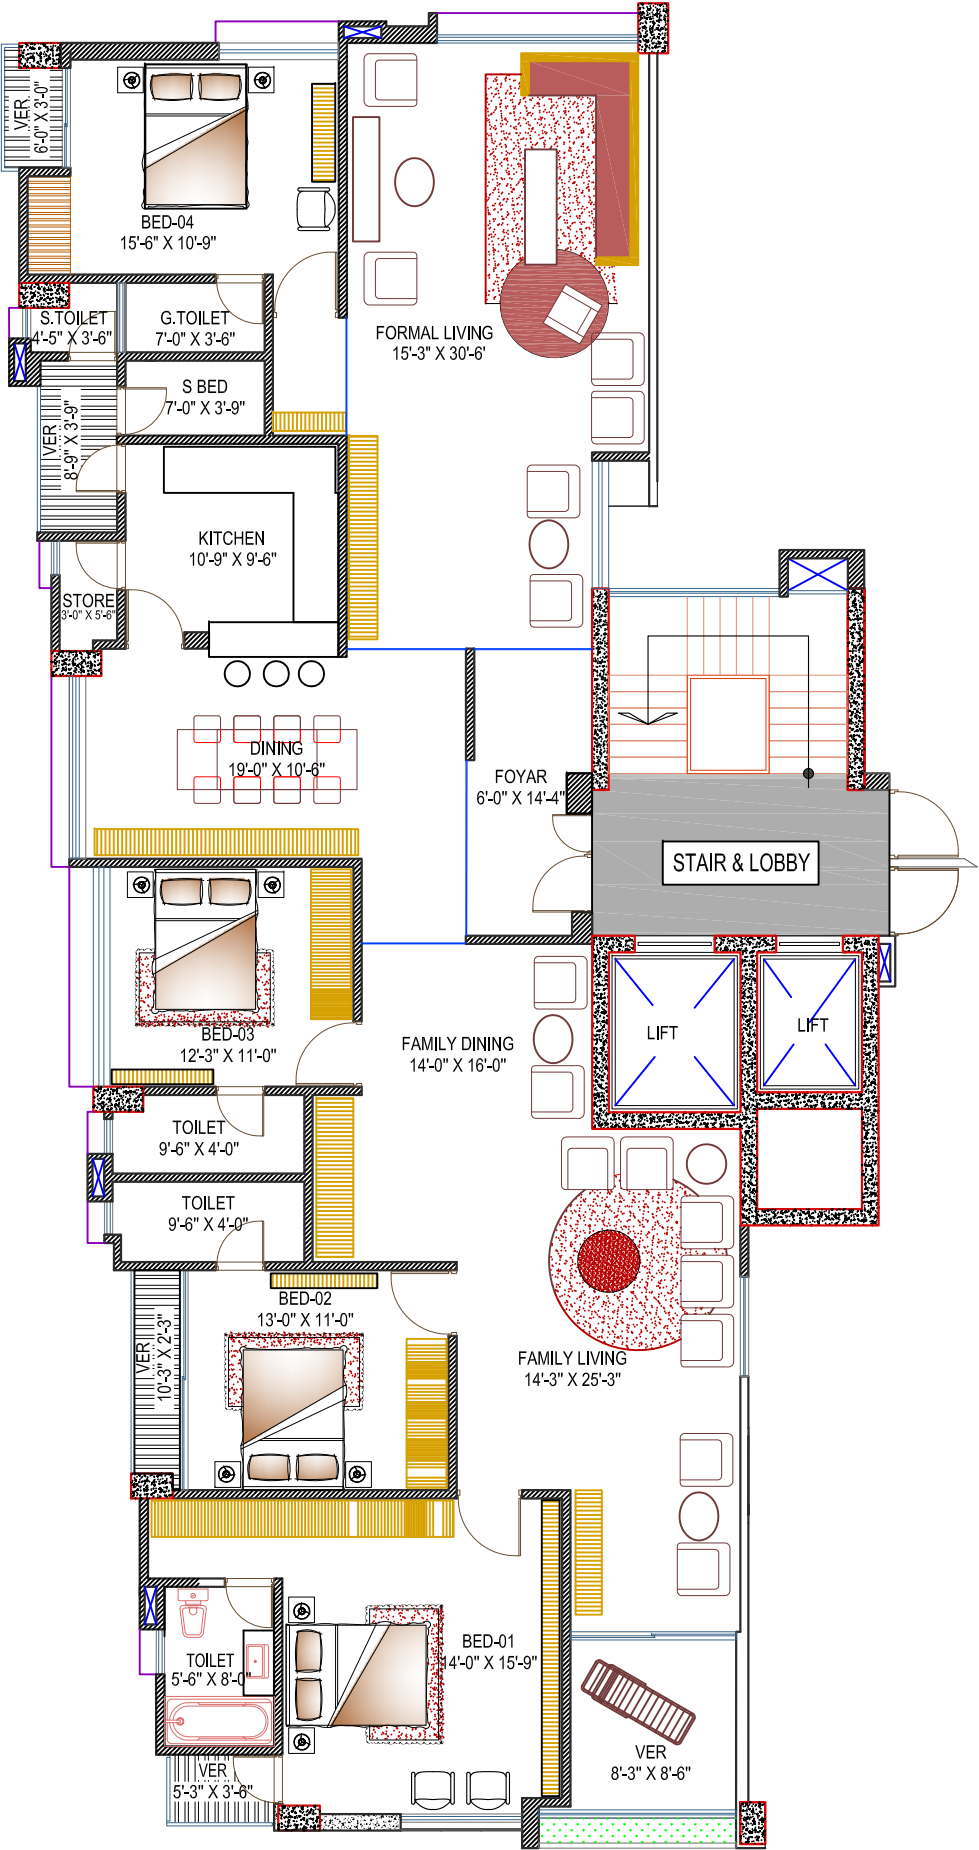 VER
6'-0" X 3'-0"
BED-04
15'-6" X 10'-9"
S.TOILET
4'-5" X 3'-6"
G.TOILET
7'-0" X 3'-6"
FORMAL LIVING
15'-3" X 30'-6'
S BED
7'-0" X 3'-9"
VER
8'-9" X 3'-9"
KITCHEN
10'-9" X 9'-6"
STORE
3'-0" X 5'-6"
DINING
19'-0" X 10'-6"
FOYAR
6'-0" X 14'-4"
STAIR & LOBBY
BED-03
12'-3" X 11'-0"
FAMILY DINING
14'-0" X 16'-0"
LIFT
LIFT
TOILET
9'-6" X 4'-0"
TOILET
9'-6" X 4'-0"
BED-02
13'-0" X 11'-0"
VER
10'-3" X 2'-3"
FAMILY LIVING
14'-3" X 25'-3"
BED-01
14'-0" X 15'-9"
TOILET
5'-6" X 8'-0"
VER
8'-3" X 8'-6"
VER
5'-3" X 3'-6"